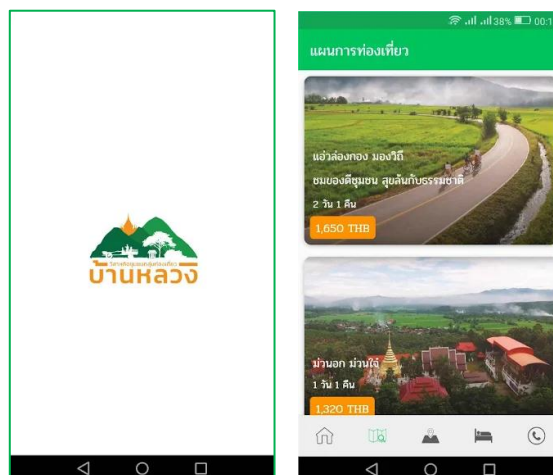 บ้านหลวง
38% 00:1
แผนการท่องเที่ยว
แอ่วล่องกอง มองวิถี
ชมของดีชุมชน สุขล้นกับธรรมชาติ
2 วัน 1 คืน
1,650 THB
ม่วนอก ม่วนใจ๋
1 วัน 1 คืน
1,320 THB